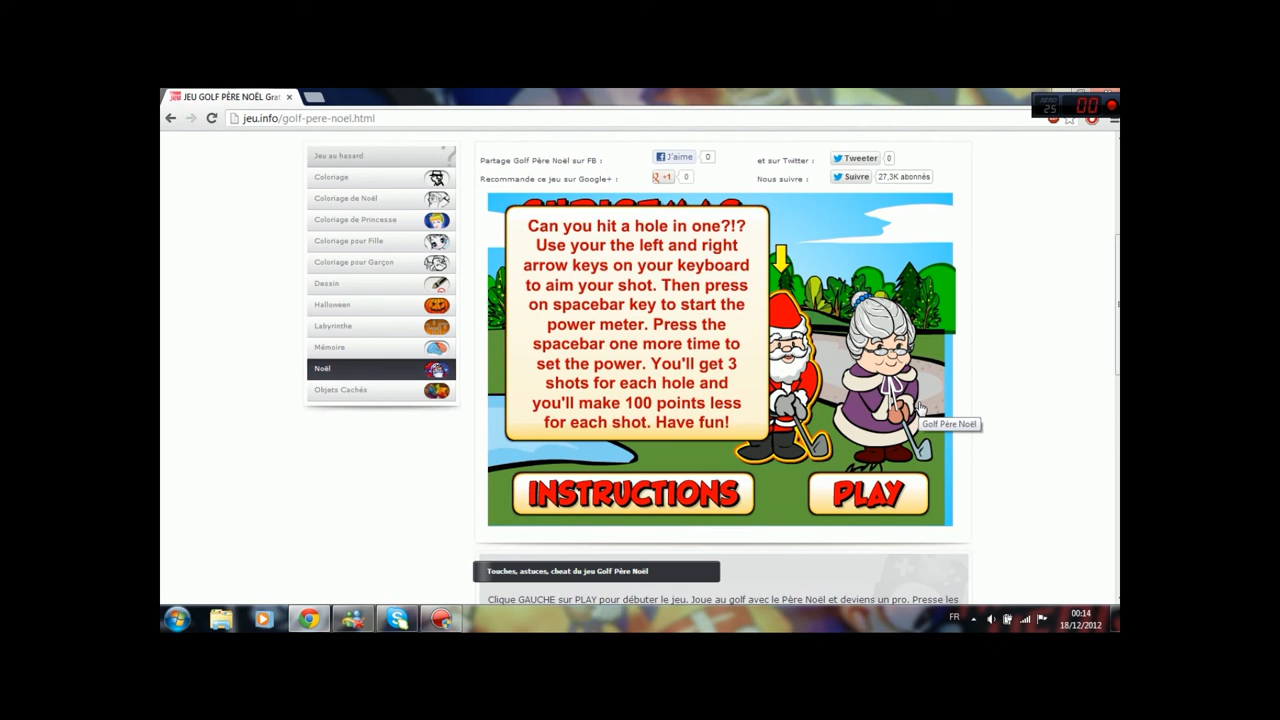 JEU GOLF PÈRE NOËL Grat
jeu.info/golf-pere-noel.html
AERO
25
00
Jeu au hasard
Coloriage
Coloriage de Noël
Coloriage de Princesse
Coloriage pour Fille
Coloriage pour Garçon
Dessin
Halloween
Labyrinthe
Mémoire
Noël
Objets Cachés
Partage Golf Père Noël sur FB :
J'aime
0
et sur Twitter :
Tweeter
0
Recommande ce jeu sur Google+ :
+1
0
Nous suivre :
Suivre
27,3K abonnés
CHRISTMAS
Can you hit a hole in one?!?
Use your the left and right
arrow keys on your keyboard
to aim your shot. Then press
on spacebar key to start the
power meter. Press the
spacebar one more time to
set the power. You'll get 3
shots for each hole and
you'll make 100 points less
for each shot. Have fun!
Golf Père Noël
INSTRUCTIONS
PLAY
Touches, astuces, cheat du jeu Golf Père Noël
Clique GAUCHE sur PLAY pour débuter le jeu. Joue au golf avec le Père Noël et deviens un pro. Presse les
FR
00:14
18/12/2012